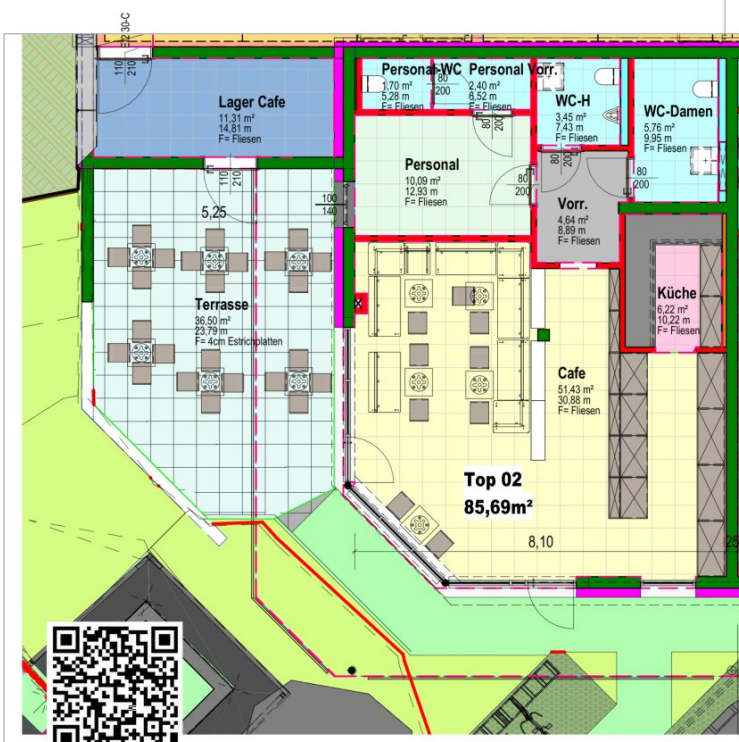 EI2 30-C
110
210
Lager Cafe
11,31 m²
14,81 m
F= Fliesen
Personal-WC
1,70 m²
5,28 m
F= Fliesen
80
200
Personal Vorr.
2,40 m²
6,52 m
F= Fliesen
80
200
WC-H
3,45 m²
7,43 m
F= Fliesen
80
200
WC-Damen
5,76 m²
9,95 m
F= Fliesen
Personal
10,09 m²
12,93 m
F= Fliesen
80
200
80
200
Vorr.
4,64 m²
8,89 m
F= Fliesen
110
210
100
140
5,25
Terrasse
36,50 m²
23,79 m
F= 4cm Estrichplatten
Küche
6,22 m²
10,22 m
F= Fliesen
Cafe
51,43 m²
30,88 m
F= Fliesen
Top 02
85,69m²
8,10
25